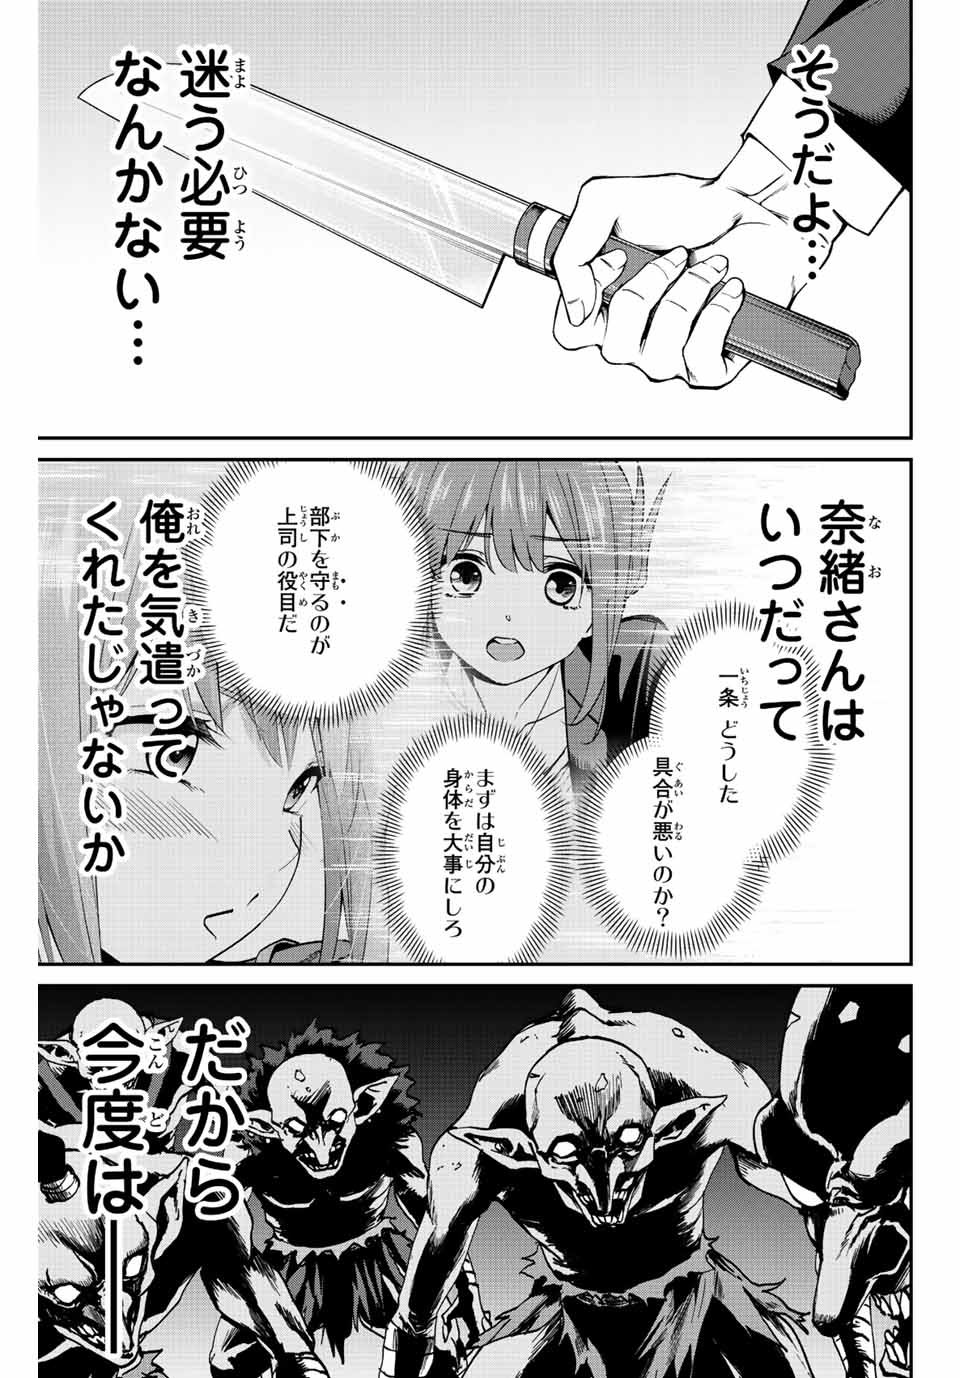 そうだよ…
迷う必要
なんかない…
奈緒さんは
いつだって
一条 どうした
具合が悪いのか?
まずは自分の
身体を大事にしろ
部下を守るのが
上司の役目だ
俺を気遣って
くれたじゃないか
だから
今度は──